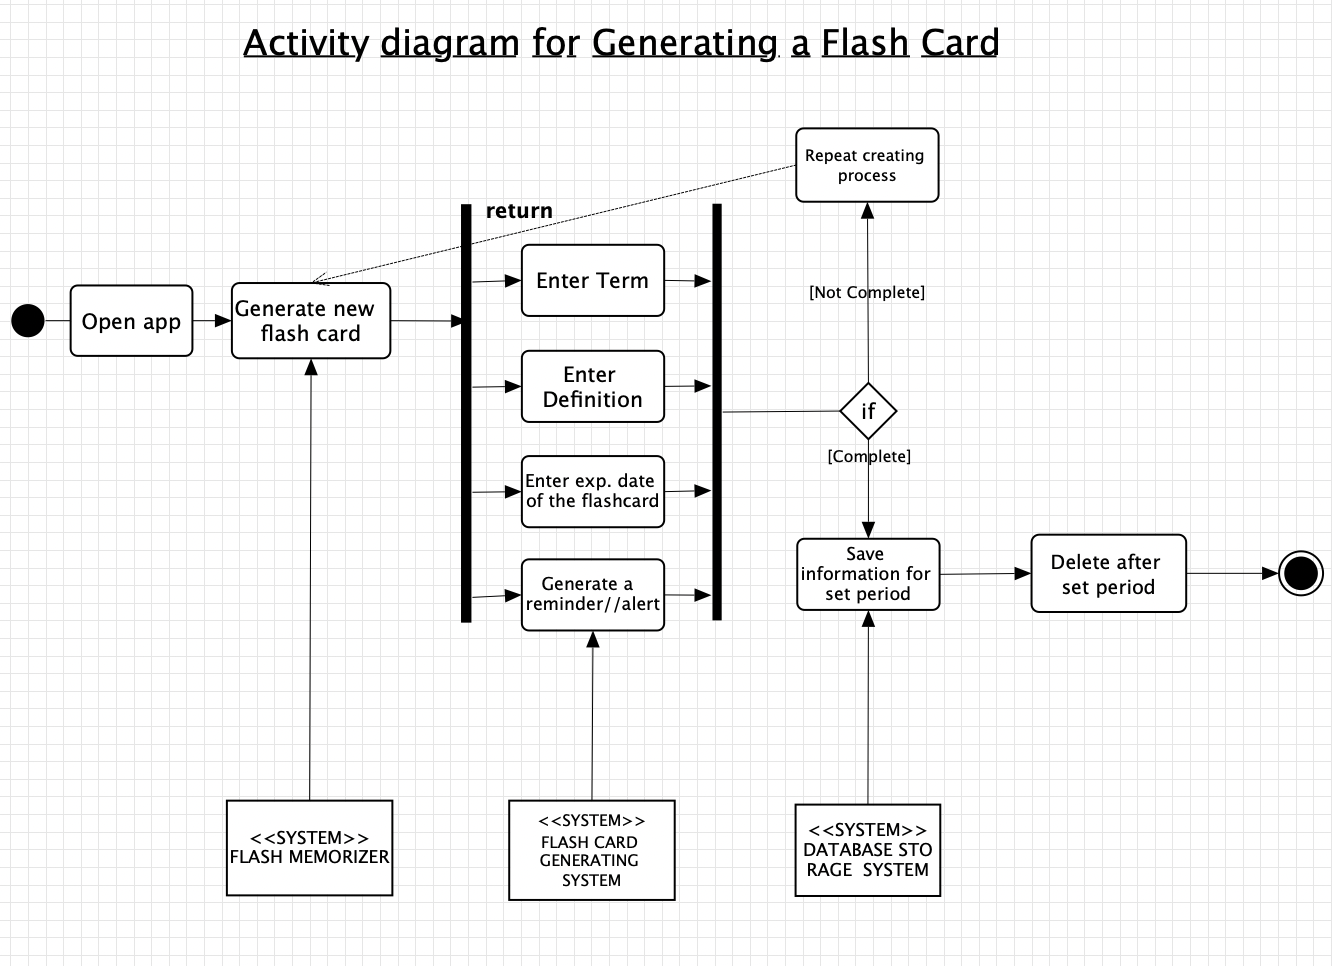 Activity diagram for Generating a Flash Card
Repeat creating
process
return
Enter Term
Open app
Generate new
flash card
[Not Complete]
Enter
Definition
if
[Complete]
Enter exp. date
of the flashcard
Save
information for
set period
Delete after
set period
Generate a
reminder//alert
<<SYSTEM>>
FLASH MEMORIZER
<<SYSTEM>>
FLASH CARD
GENERATING
SYSTEM
<<SYSTEM>>
DATABASE STO
RAGE SYSTEM